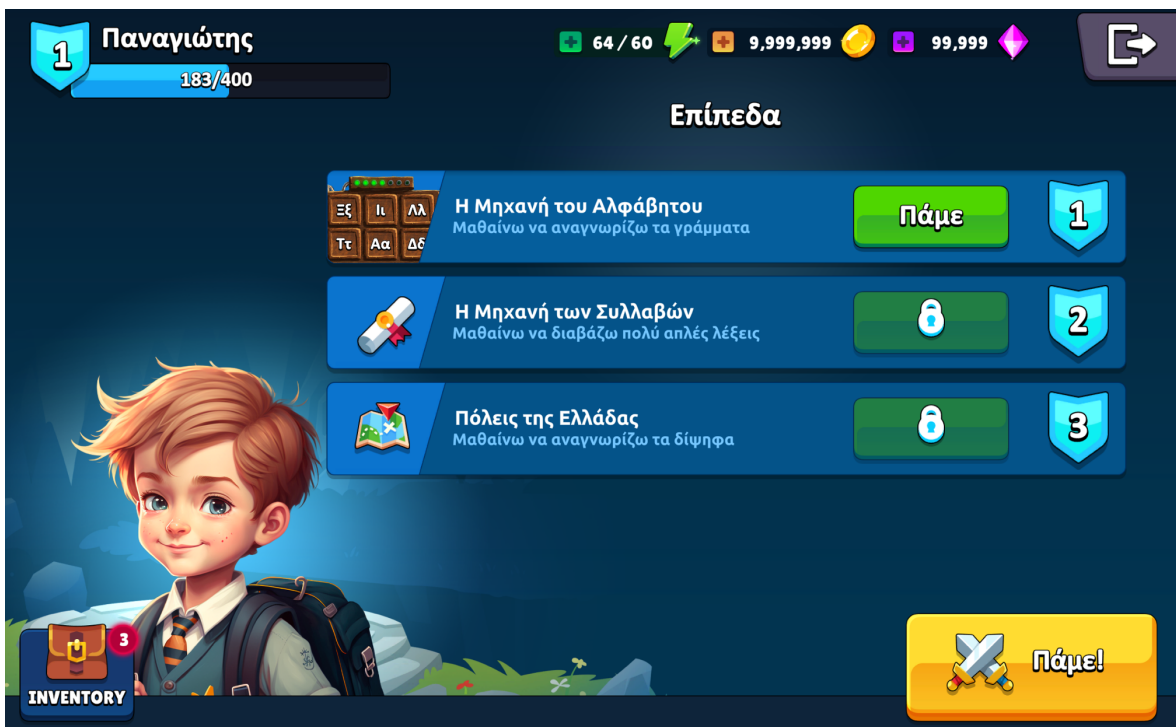 1
Παναγιώτης
183/400
64 / 60
9,999,999
99,999
Επίπεδα
Ξξ Ιι Λλ
Ττ Αα Δδ
Η Μηχανή του Αλφάβητου
Μαθαίνω να αναγνωρίζω τα γράμματα
Πάμε
1
Η Μηχανή των Συλλαβών
Μαθαίνω να διαβάζω πολύ απλές λέξεις
2
Πόλεις της Ελλάδας
Μαθαίνω να αναγνωρίζω τα δίψηφα
3
3
INVENTORY
Πάμε!